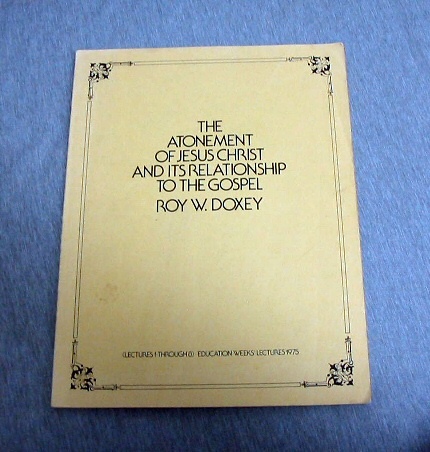 THE
ATONEMENT
OF JESUS CHRIST
AND ITS RELATIONSHIP
TO THE GOSPEL
ROY W. DOXEY
(LECTURES 1 THROUGH 8) EDUCATION WEEKS' LECTURES 1975